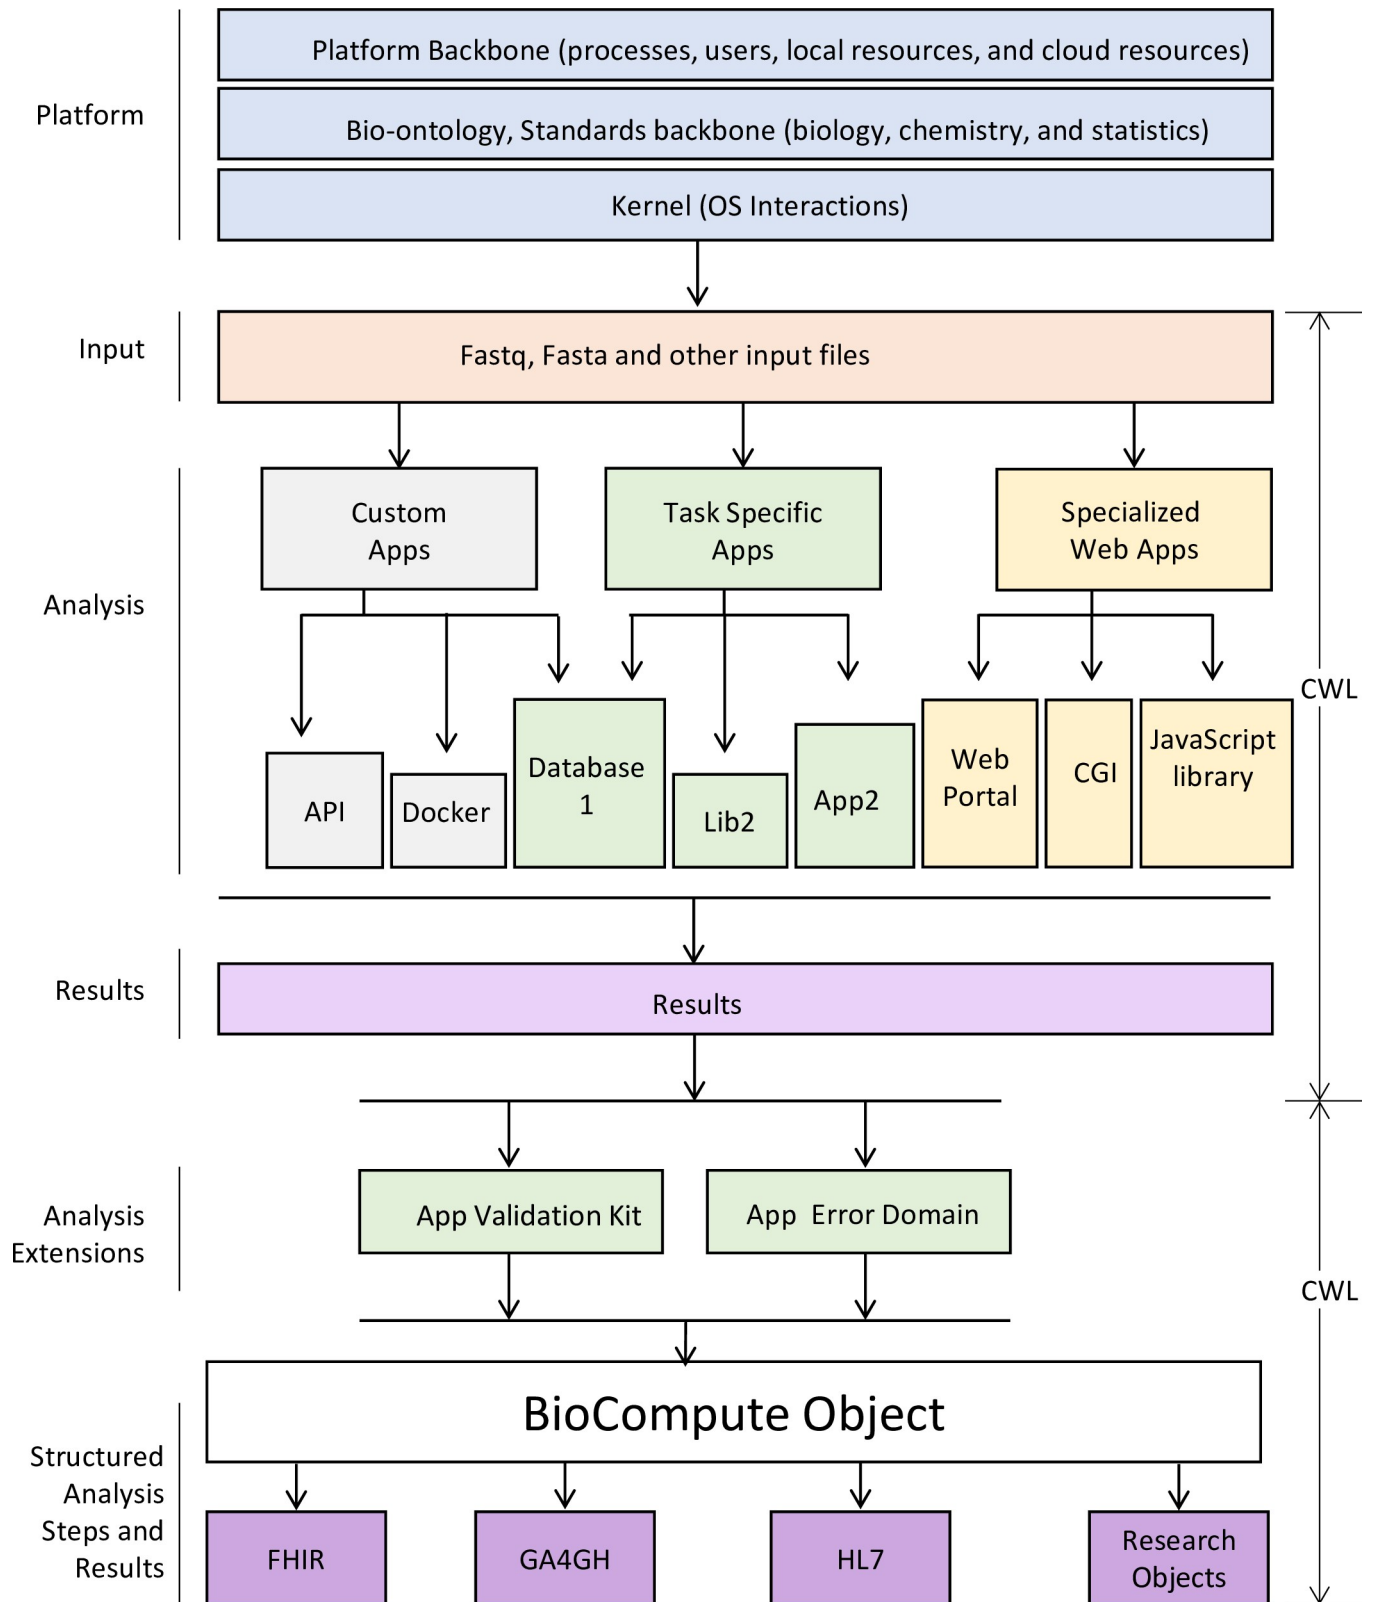 Platform Backbone (processes, users, local resources, and cloud resources)
Platform
Bio-ontology, Standards backbone (biology, chemistry, and statistics)
Kernel (OS Interactions)
Input
Fastq, Fasta and other input files
Custom
Apps
Task Specific
Apps
Specialized
Web Apps
Analysis
CWL
API
Docker
Database
1
Lib2
App2
Web
Portal
CGI
JavaScript
library
Results
Results
Analysis
Extensions
App Validation Kit
App  Error Domain
CWL
BioCompute Object
Structured
Analysis
Steps and
Results
FHIR
GA4GH
HL7
Research
Objects